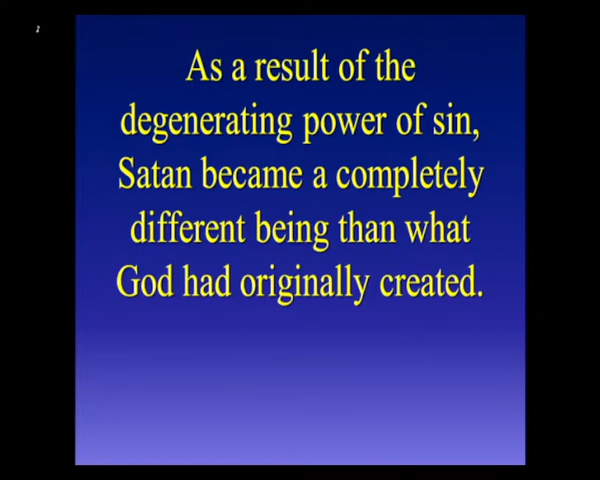 As a result of the
degenerating power of sin,
Satan became a completely
different being than what
God had originally created.